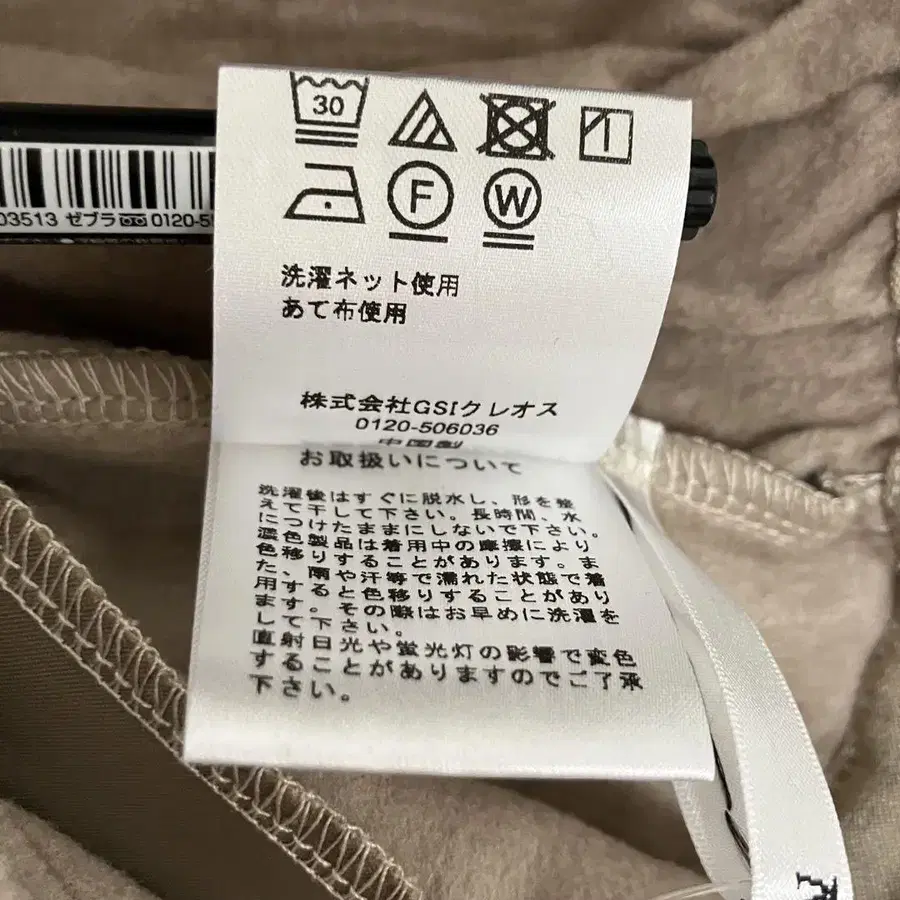 30
F W
洗濯ネット使用
あて布使用
03513 ゼブラ 0120-5
株式会社GSIクレオス
0120-506036
中国製
お取扱いについて
洗濯後はすぐに脱水し、形を整
えて干して下さい。長時間、水
につけたままにしないで下さい。
濃色製品は着用中の摩擦により
色移りすることがあります。ま
た、雨や汗等で濡れた状態で着
用すると色移りすることがあり
ます。その際はお早めに洗濯を
して下さい。
直射日光や蛍光灯の影響で変色
することがありますのでご了承
下さい。